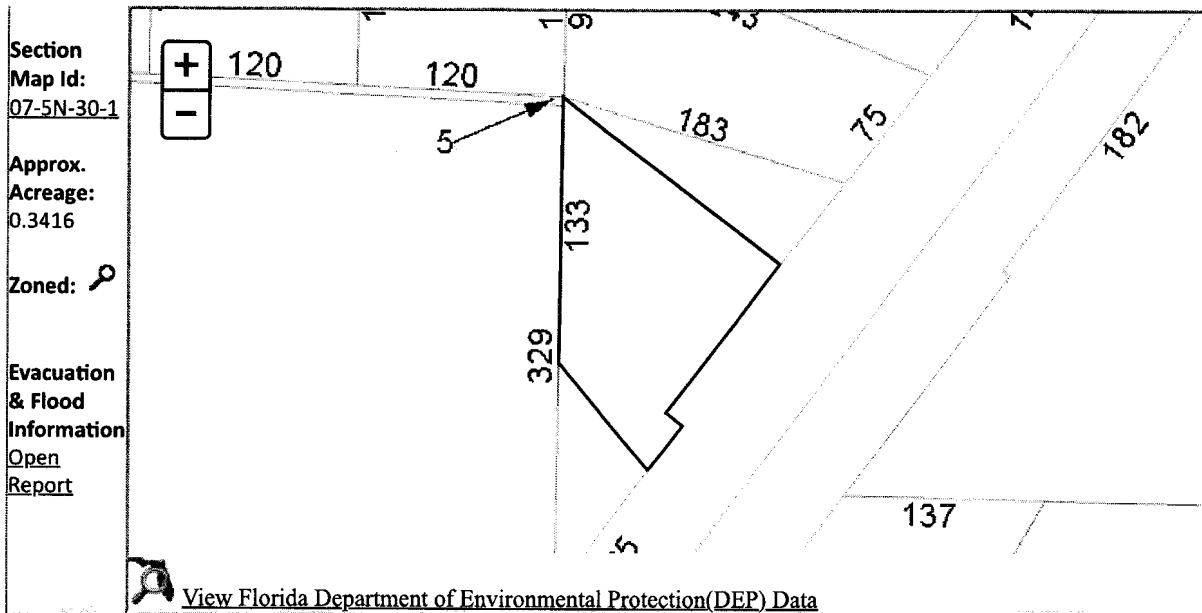 Section
Map Id:
07-5N-30-1
Approx.
Acreage:
0.3416
Zoned:
Evacuation
& Flood
Information
Open
Report
+
−
120
120
5
183
75
182
133
329
137
View Florida Department of Environmental Protection(DEP) Data